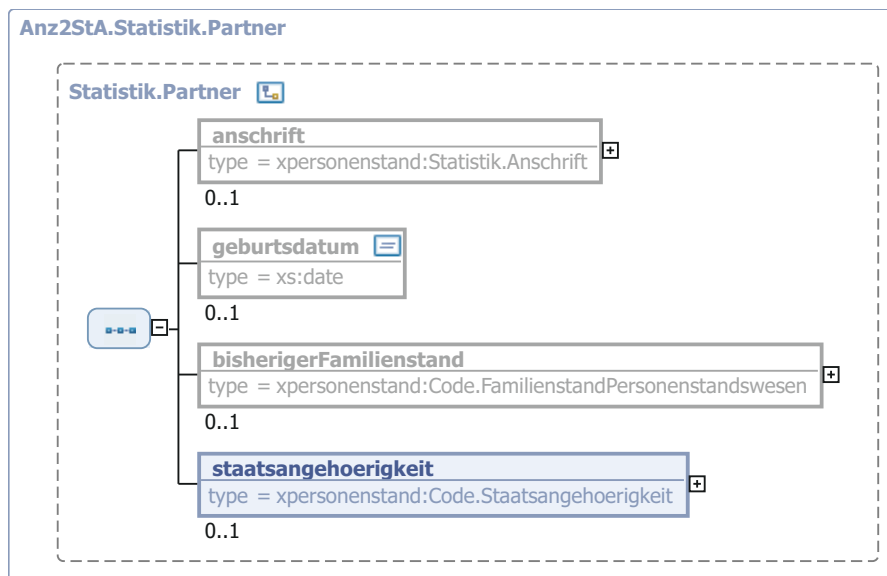 Anz2StA.Statistik.Partner
Statistik.Partner
anschrift
type = xpersonenstand:Statistik.Anschrift
0..1
geburtsdatum
type = xs:date
0..1
bisherigerFamilienstand
type = xpersonenstand:Code.FamilienstandPersonenstandswesen
0..1
staatsangehoerigkeit
type = xpersonenstand:Code.Staatsangehoerigkeit
0..1